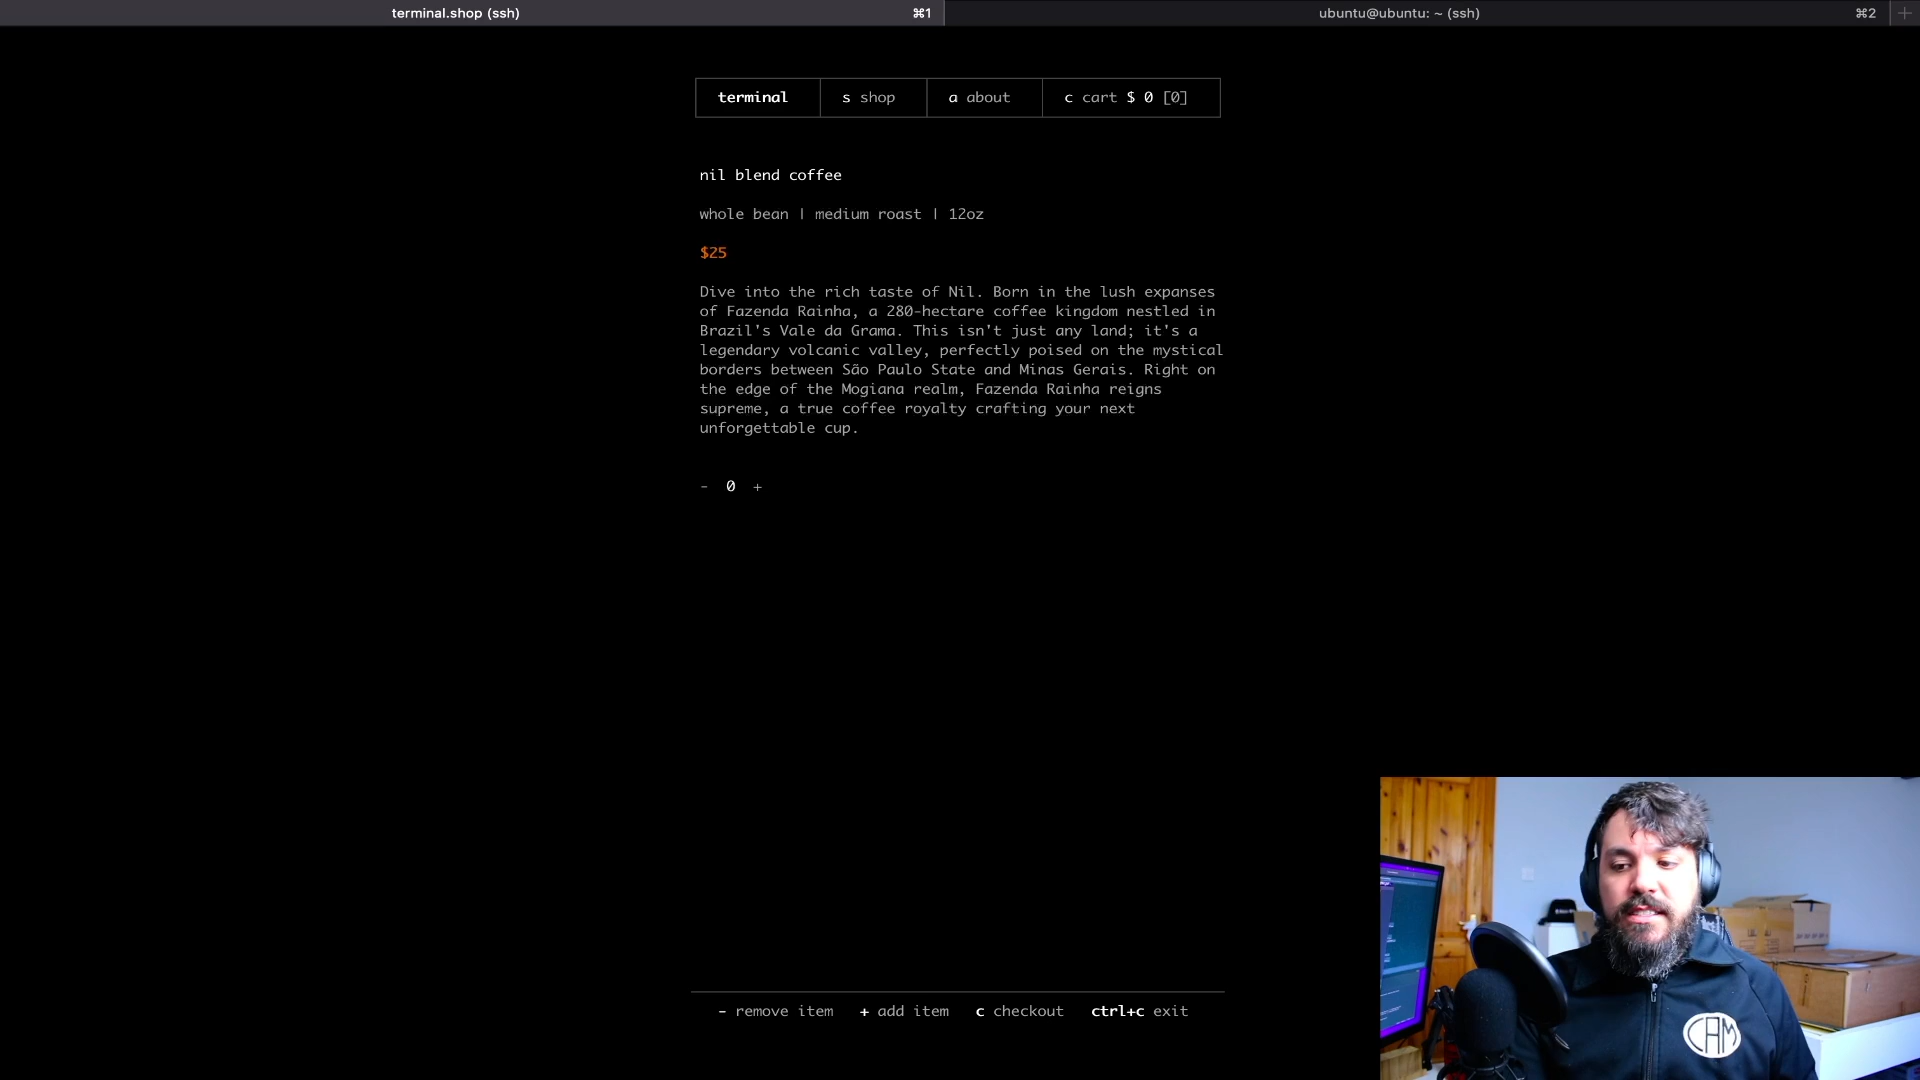 terminal.shop (ssh) ⌘1 ubuntu@ubuntu: ~ (ssh) ⌘2 +
terminal s shop a about c cart $ 0 [0]
nil blend coffee
whole bean | medium roast | 12oz
$25
Dive into the rich taste of Nil. Born in the lush expanses
of Fazenda Rainha, a 280-hectare coffee kingdom nestled in
Brazil's Vale da Grama. This isn't just any land; it's a
legendary volcanic valley, perfectly poised on the mystical
borders between São Paulo State and Minas Gerais. Right on
the edge of the Mogiana realm, Fazenda Rainha reigns
supreme, a true coffee royalty crafting your next
unforgettable cup.
- 0 +
- remove item + add item c checkout ctrl+c exit
CAM